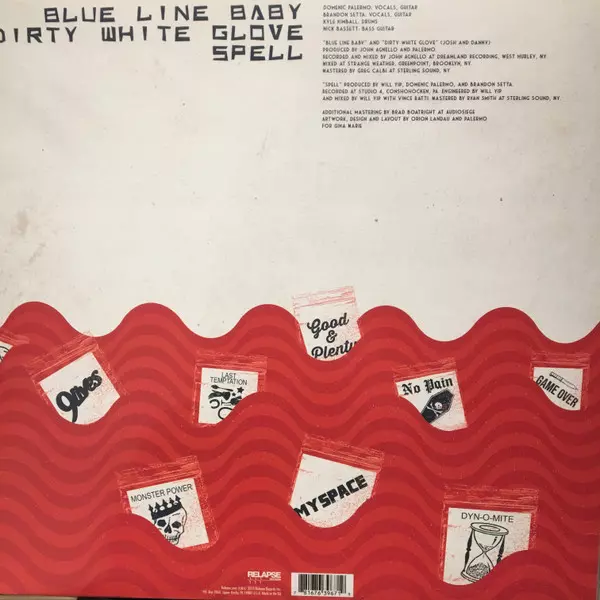 BLUE LINE BABY
DIRTY WHITE GLOVE
SPELL
DOMENIC PALERMO: VOCALS, GUITAR
BRANDON SETTA: VOCALS, GUITAR
KYLE KIMBALL: DRUMS
NICK BASSETT: BASS GUITAR
"BLUE LINE BABY" AND "DIRTY WHITE GLOVE" (JOSH AND DANNY)
PRODUCED BY JOHN AGNELLO AND PALERMO.
RECORDED AND MIXED BY JOHN AGNELLO AT DREAMLAND RECORDING, WEST HURLEY, NY.
MIXED AT STRANGE WEATHER, GREENPOINT, BROOKLYN, NY.
MASTERED BY GREG CALBI AT STERLING SOUND, NY
"SPELL" PRODUCED BY WILL YIP, DOMENIC PALERMO, AND BRANDON SETTA.
RECORDED AT STUDIO 4, CONSHOHOCKEN, PA. ENGINEERED BY WILL YIP
AND MIXED BY WILL YIP WITH VINCE RATTI. MASTERED BY RYAN SMITH AT STERLING SOUND, NY.
ADDITIONAL MASTERING BY BRAD BOATRIGHT AT AUDIOSIEGE
ARTWORK, DESIGN AND LAYOUT BY ORION LANDAU AND PALERMO
FOR GINA MARIE
Good
&
Plenty
9lives
LAST
TEMPTATION
No Pain
GAME OVER
MONSTER POWER
MYSPACE
DYN-O-MITE
RELAPSE